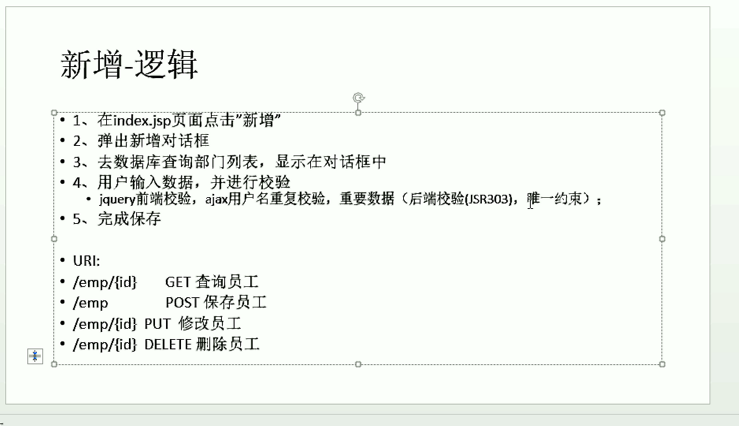 新增-逻辑
• 1、在index.jsp页面点击”新增”
• 2、弹出新增对话框
• 3、去数据库查询部门列表，显示在对话框中
• 4、用户输入数据，并进行校验
• jquery前端校验，ajax用户名重复校验，重要数据（后端校验(JSR303)，唯一约束）；
• 5、完成保存
• URI:
• /emp/{id} GET 查询员工
• /emp POST 保存员工
• /emp/{id} PUT 修改员工
• /emp/{id} DELETE 删除员工